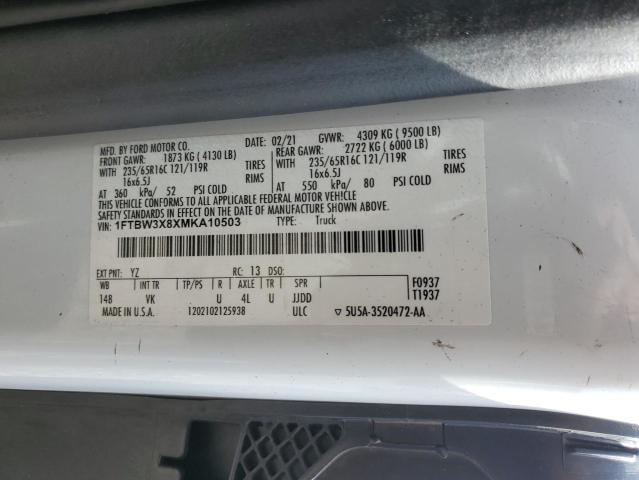 MFD. BY FORD MOTOR CO. DATE: 02/21 GVWR: 4309 KG ( 9500 LB)
FRONT GAWR: 1873 KG ( 4130 LB) REAR GAWR: 2722 KG ( 6000 LB)
WITH 235/65R16C 121/119R TIRES WITH 235/65R16C 121/119R TIRES
16x6.5J RIMS 16x6.5J RIMS
AT 360 kPa/ 52 PSI COLD AT 550 kPa/ 80 PSI COLD
THIS VEHICLE CONFORMS TO ALL APPLICABLE FEDERAL MOTOR VEHICLE
SAFETY STANDARDS IN EFFECT ON THE DATE OF MANUFACTURE SHOWN ABOVE.
VIN: 1FTBW3X8XMKA10503 TYPE: Truck
EXT PNT: YZ RC: 13 DSO:
WB INT TR TP/PS R AXLE TR SPR F0937
148 VK U 4L U JJDD T1937
MADE IN U.S.A. 1202102125938 ULC 5U5A-3520472-AA